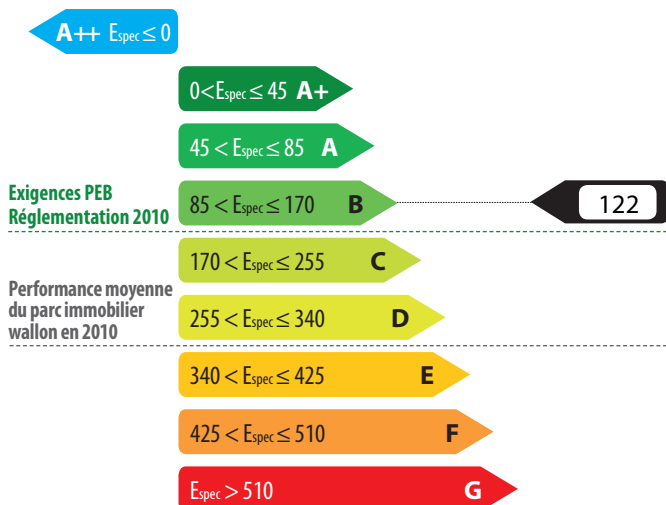 A++ Espec ≤ 0
0<Espec ≤ 45 A+
45 < Espec ≤ 85 A
Exigences PEB
Réglementation 2010
85 < Espec ≤ 170 B
122
170 < Espec ≤ 255 C
Performance moyenne
du parc immobilier
wallon en 2010
255 < Espec ≤ 340 D
340 < Espec ≤ 425 E
425 < Espec ≤ 510 F
Espec > 510 G